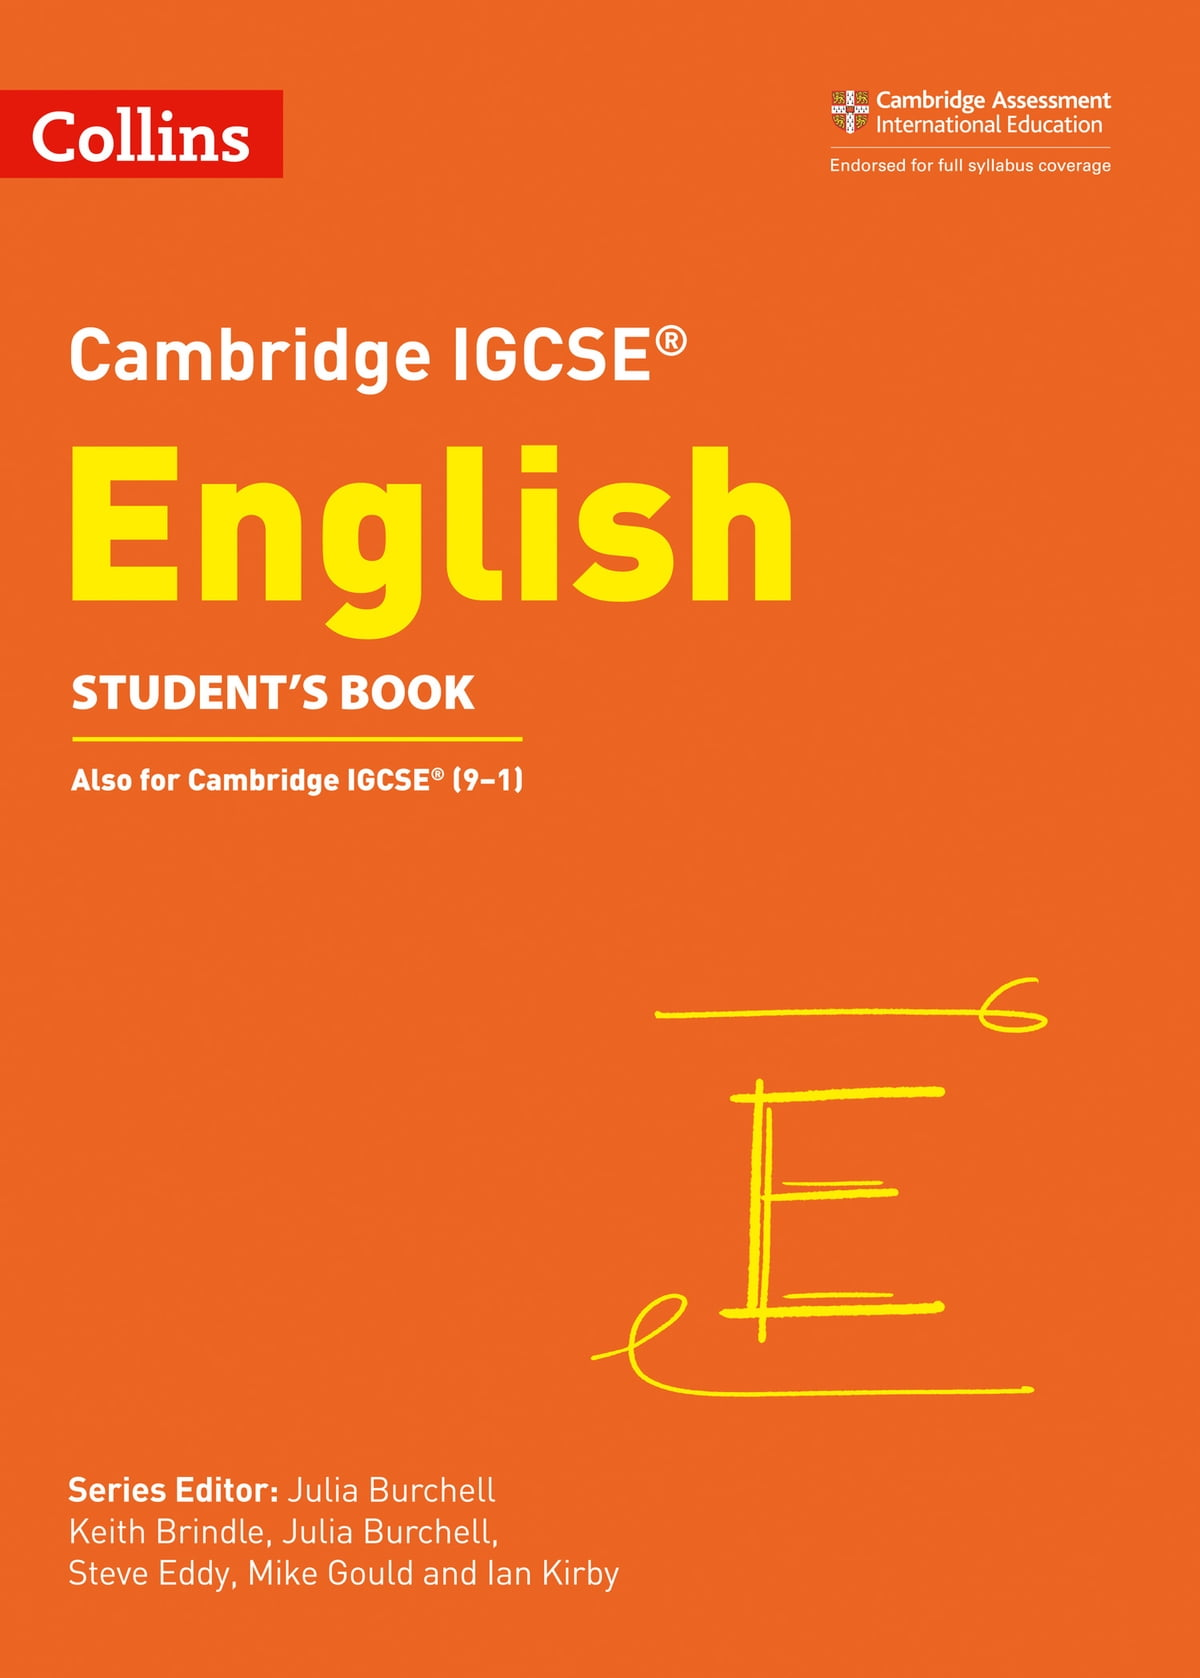 Collins
Cambridge Assessment
International Education
Endorsed for full syllabus coverage
Cambridge IGCSE®
English
STUDENT’S BOOK
Also for Cambridge IGCSE® (9–1)
E
Series Editor: Julia Burchell
Keith Brindle, Julia Burchell,
Steve Eddy, Mike Gould and Ian Kirby